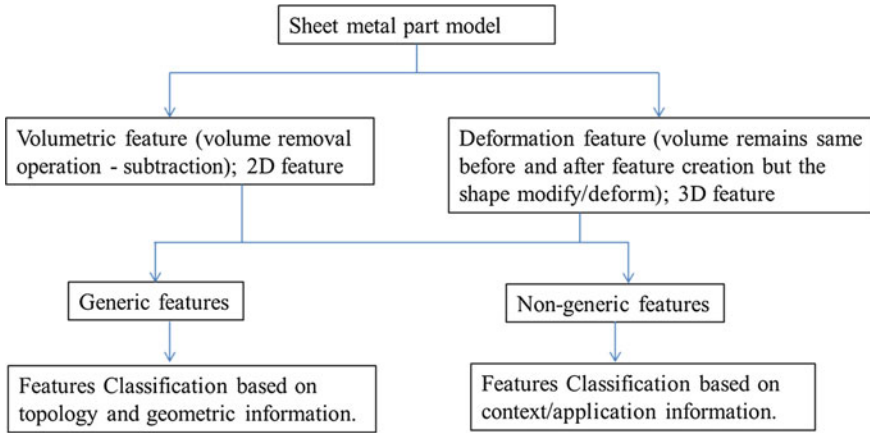 Sheet metal part model
Volumetric feature (volume removal
operation - subtraction); 2D feature
Deformation feature (volume remains same
before and after feature creation but the
shape modify/deform); 3D feature
Generic features
Non-generic features
Features Classification based on
topology and geometric information.
Features Classification based on
context/application information.